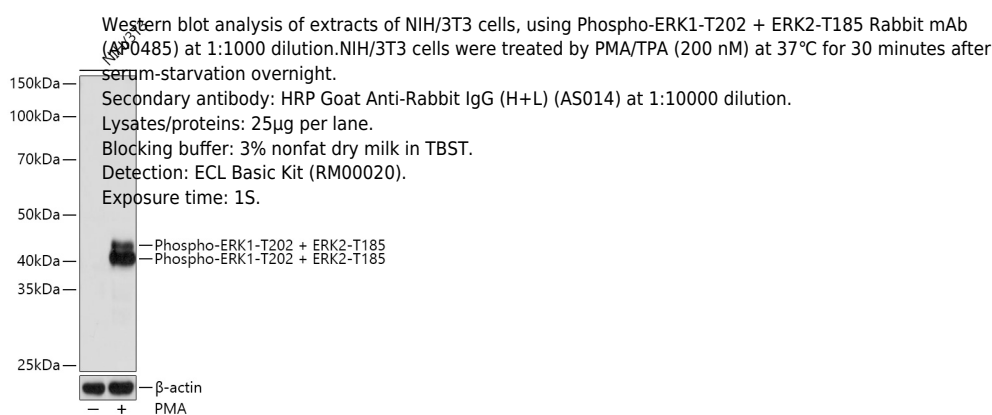 Western blot analysis of extracts of NIH/3T3 cells, using Phospho-ERK1-T202 + ERK2-T185 Rabbit mAb
(AP0485) at 1:1000 dilution.NIH/3T3 cells were treated by PMA/TPA (200 nM) at 37℃ for 30 minutes after
serum-starvation overnight.
Secondary antibody: HRP Goat Anti-Rabbit IgG (H+L) (AS014) at 1:10000 dilution.
Lysates/proteins: 25μg per lane.
Blocking buffer: 3% nonfat dry milk in TBST.
Detection: ECL Basic Kit (RM00020).
Exposure time: 1S.
NIH/3T3
150kDa
100kDa
70kDa
50kDa
40kDa
35kDa
25kDa
Phospho-ERK1-T202 + ERK2-T185
Phospho-ERK1-T202 + ERK2-T185
β-actin
− + PMA